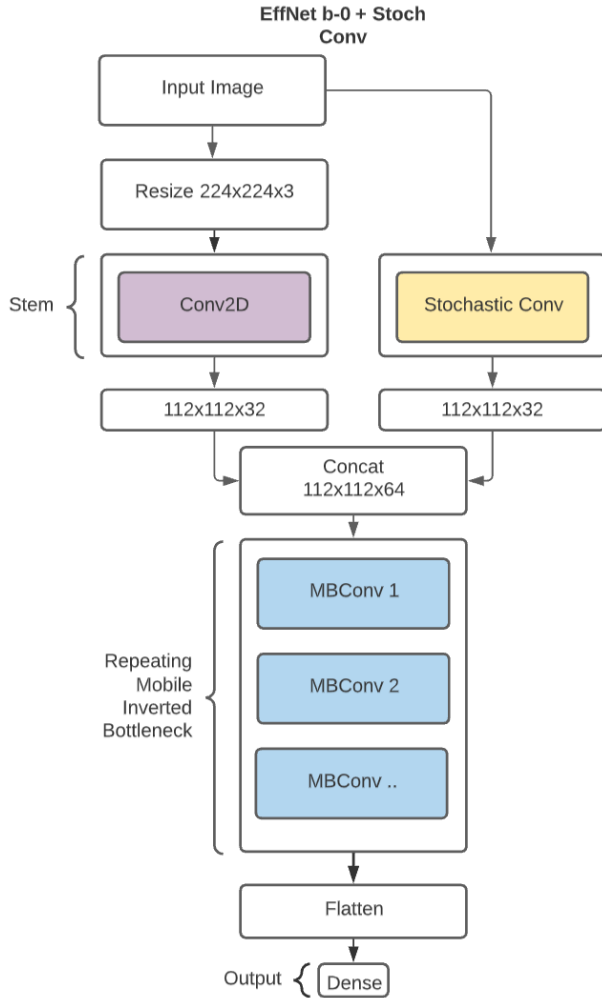 EffNet b-0 + Stoch
Conv
Input Image
Resize 224x224x3
Stem
Conv2D
Stochastic Conv
112x112x32
112x112x32
Concat
112x112x64
MBConv 1
Repeating
Mobile
Inverted
Bottleneck
MBConv 2
MBConv ..
Flatten
Output
Dense